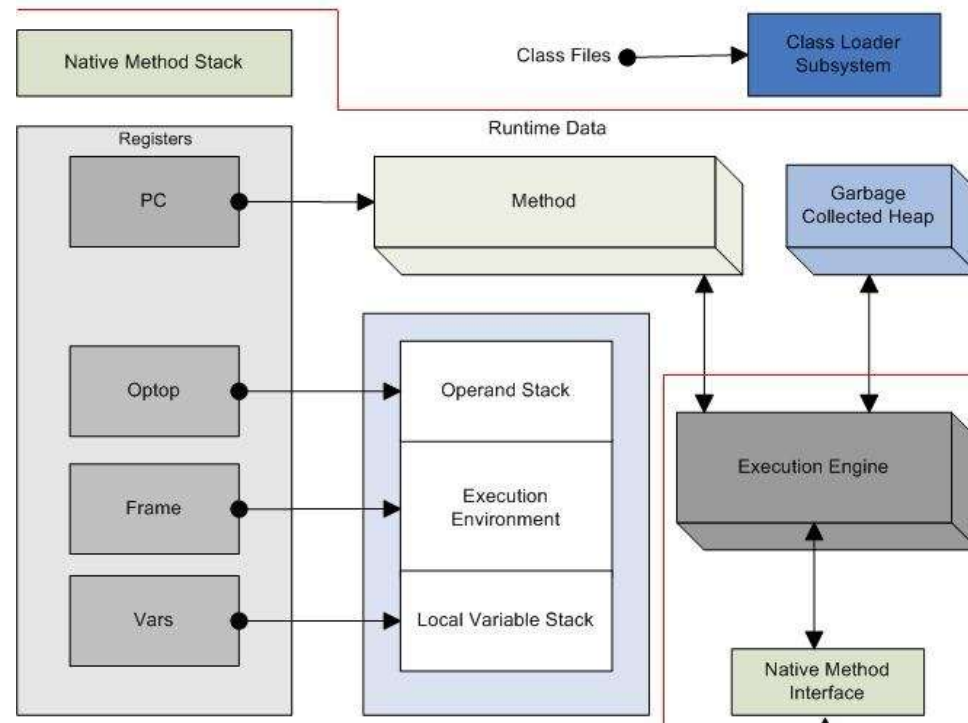 Native Method Stack
Class Files
Class Loader
Subsystem
Runtime Data
Registers
PC
Method
Garbage
Collected Heap
Optop
Operand Stack
Frame
Execution
Environment
Execution Engine
Vars
Local Variable Stack
Native Method
Interface